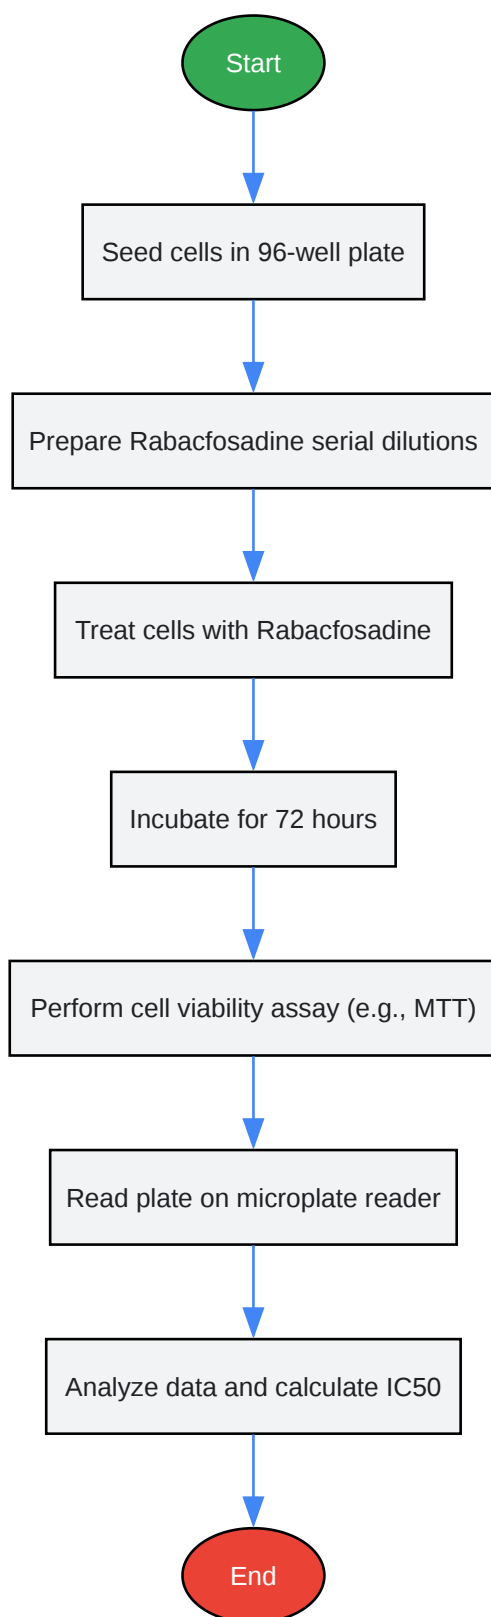 Start
Seed cells in 96-well plate
Prepare Rabacfosadine serial dilutions
Treat cells with Rabacfosadine
Incubate for 72 hours
Perform cell viability assay (e.g., MTT)
Read plate on microplate reader
Analyze data and calculate IC50
End